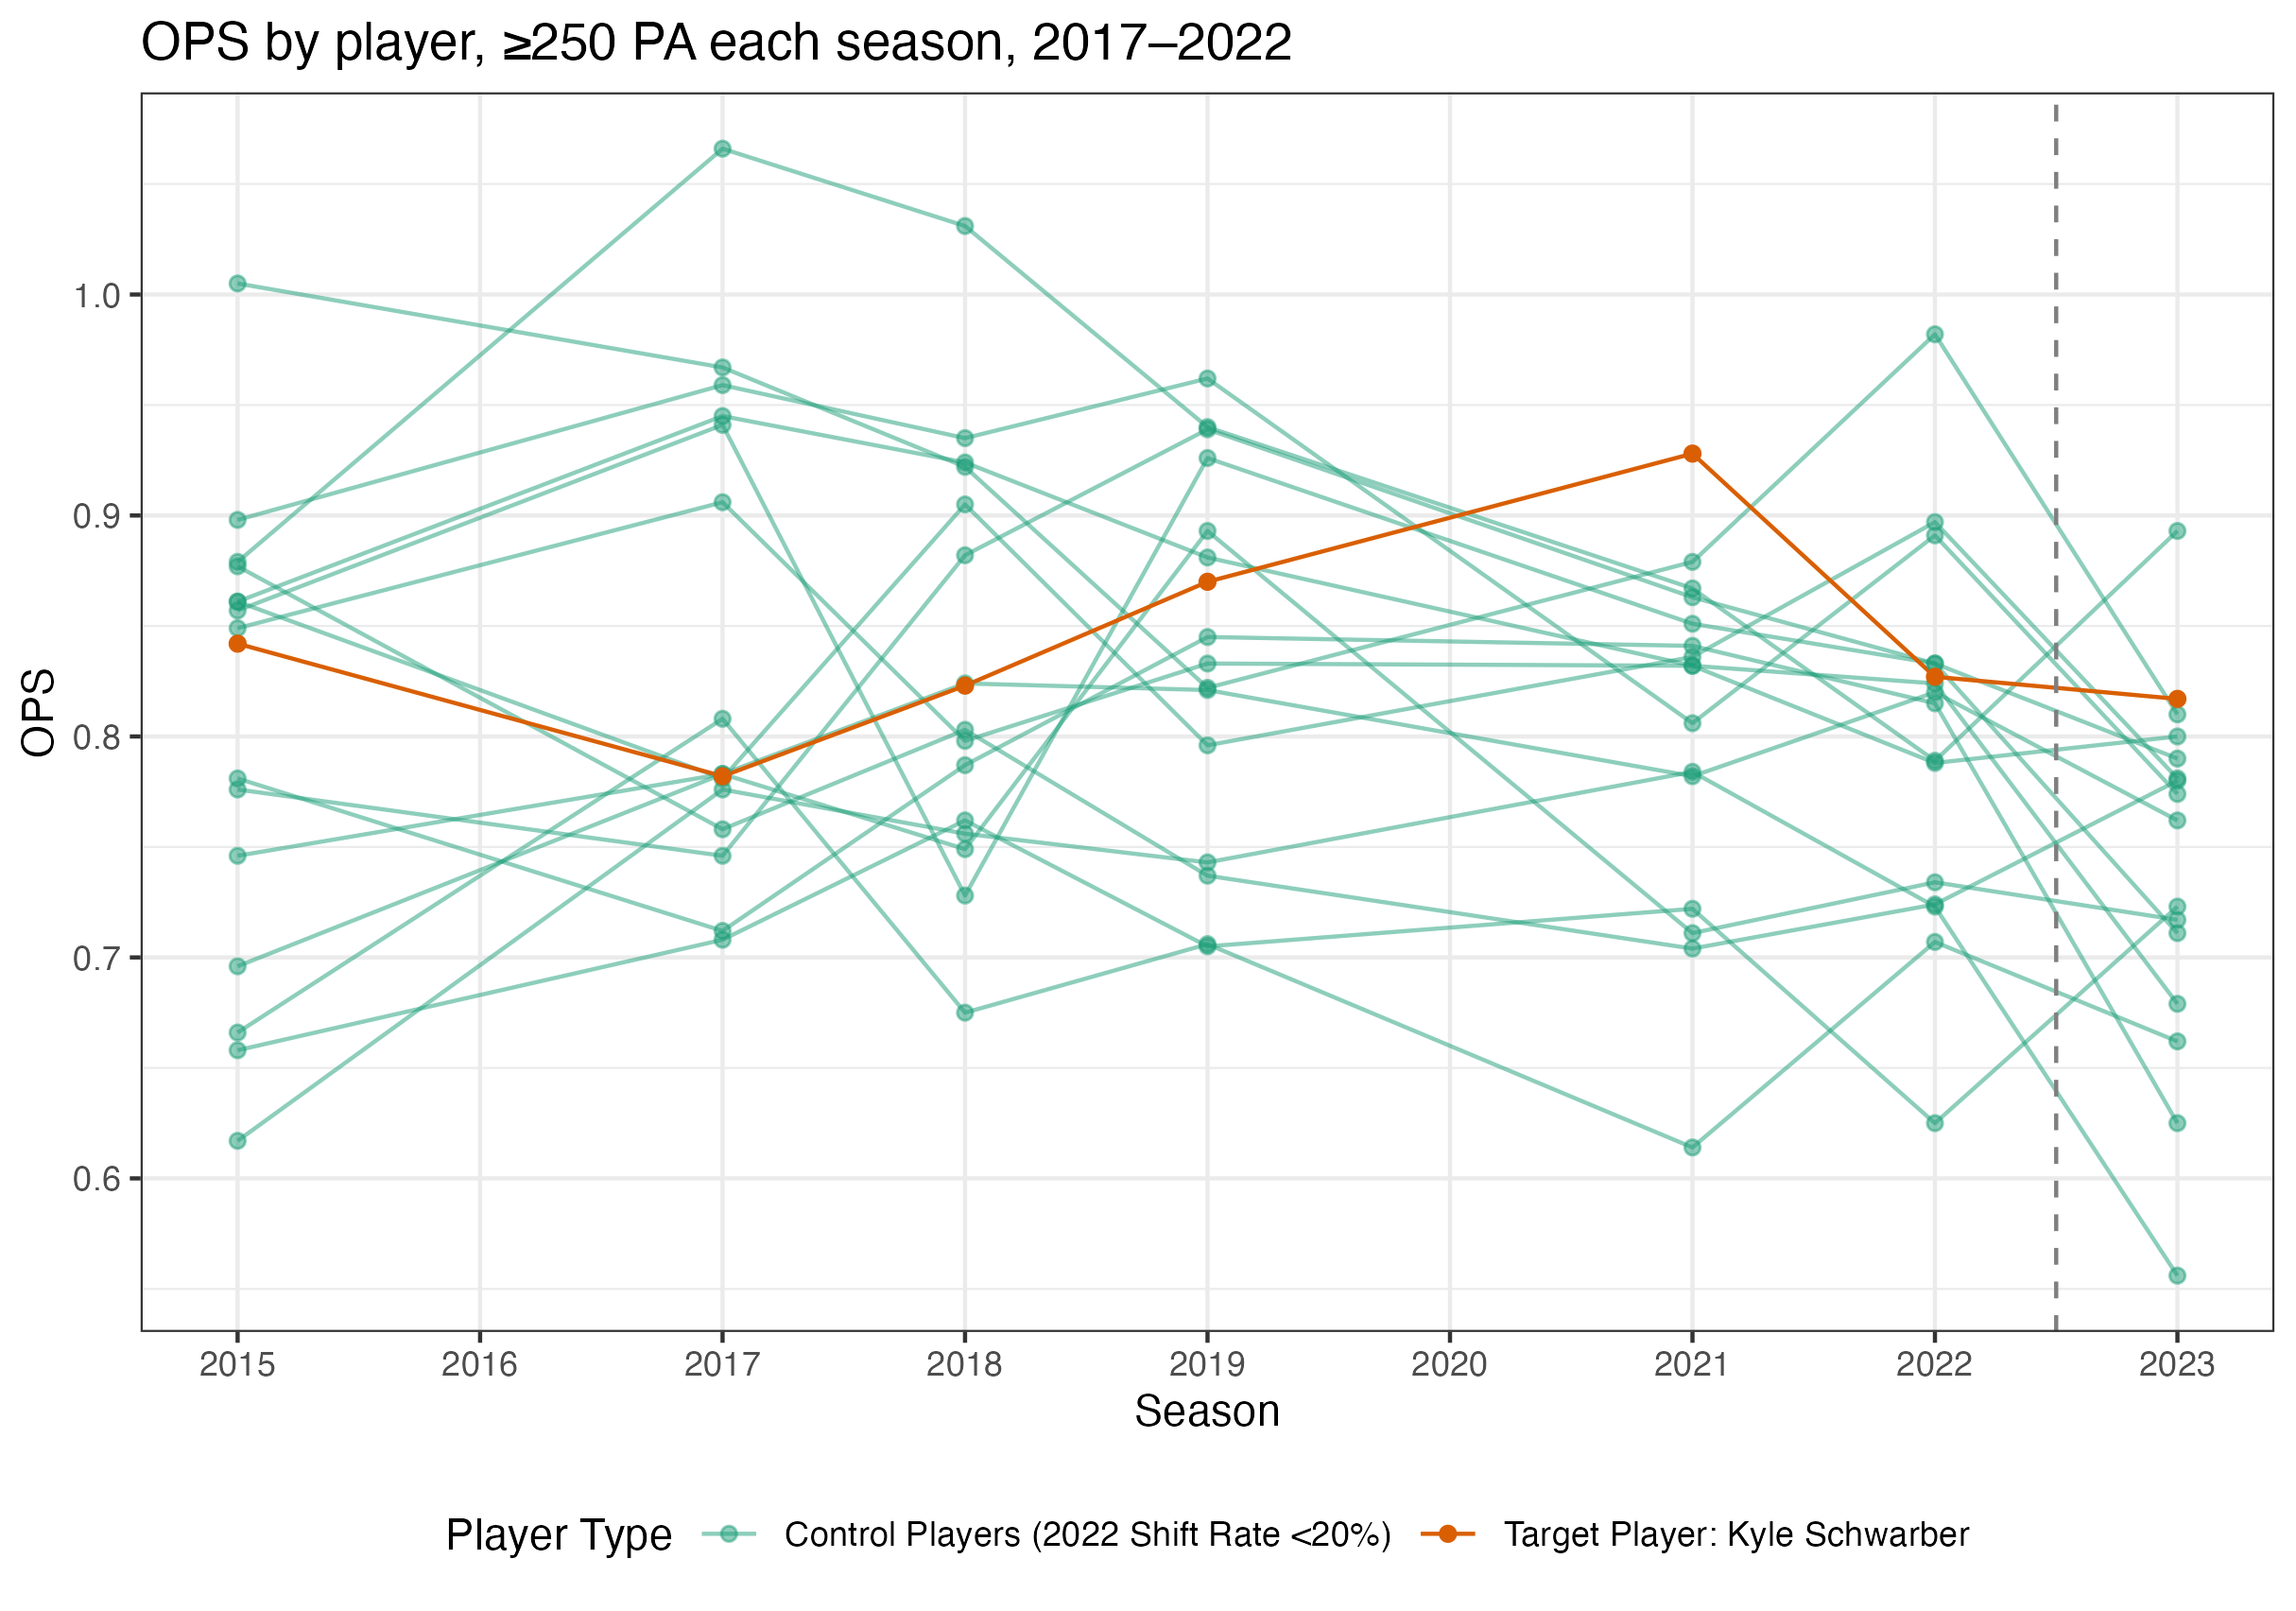 OPS by player, ≥250 PA each season, 2017–2022
OPS
1.0
0.9
0.8
0.7
0.6
2015 2016 2017 2018 2019 2020 2021 2022 2023
Season
Player Type Control Players (2022 Shift Rate <20%) Target Player: Kyle Schwarber